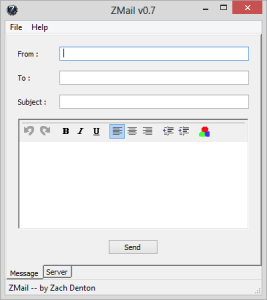 ZMail v0.7
File Help
From :
To :
Subject :
B I U
Send
Message Server
ZMail -- by Zach Denton